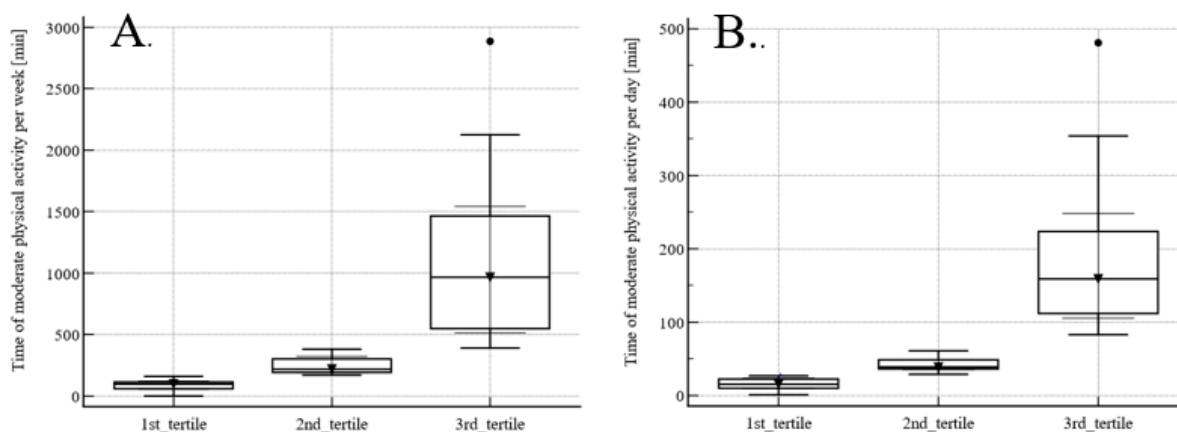 A.
Time of moderate physical activity per week [min]
3000
2500
2000
1500
1000
500
0
1st_tertile 2nd_tertile 3rd_tertile
B..
Time of moderate physical activity per day [min]
500
400
300
200
100
0
1st_tertile 2nd_tertile 3rd_tertile